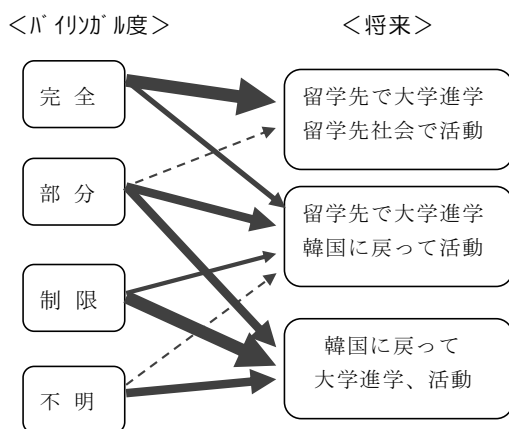 ＜ﾊﾞｲﾘﾝｶﾞﾙ度＞
＜将来＞
完 全
部 分
制 限
不 明
留学先で大学進学
留学先社会で活動
留学先で大学進学
韓国に戻って活動
韓国に戻って
大学進学、活動